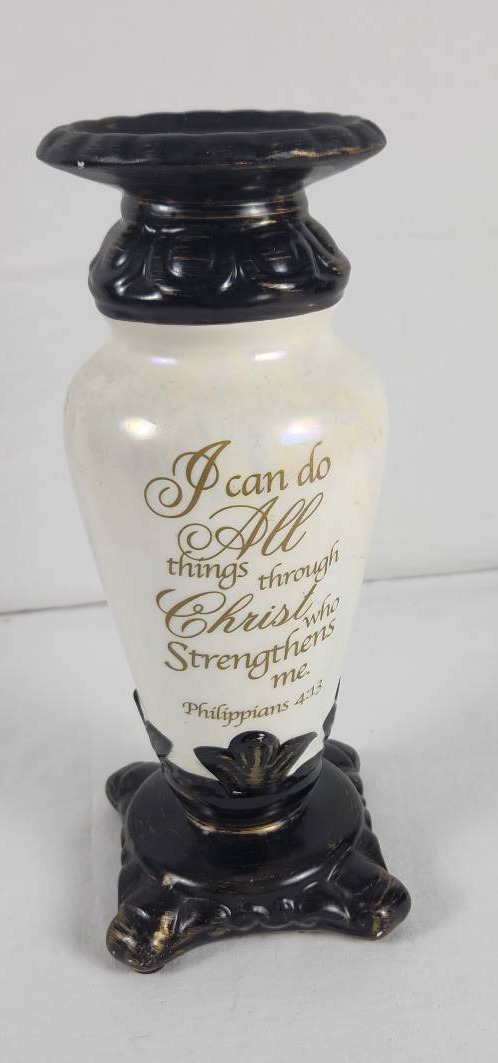 I can do
All
things through
Christ who
Strengthens
me.
Philippians 4:13